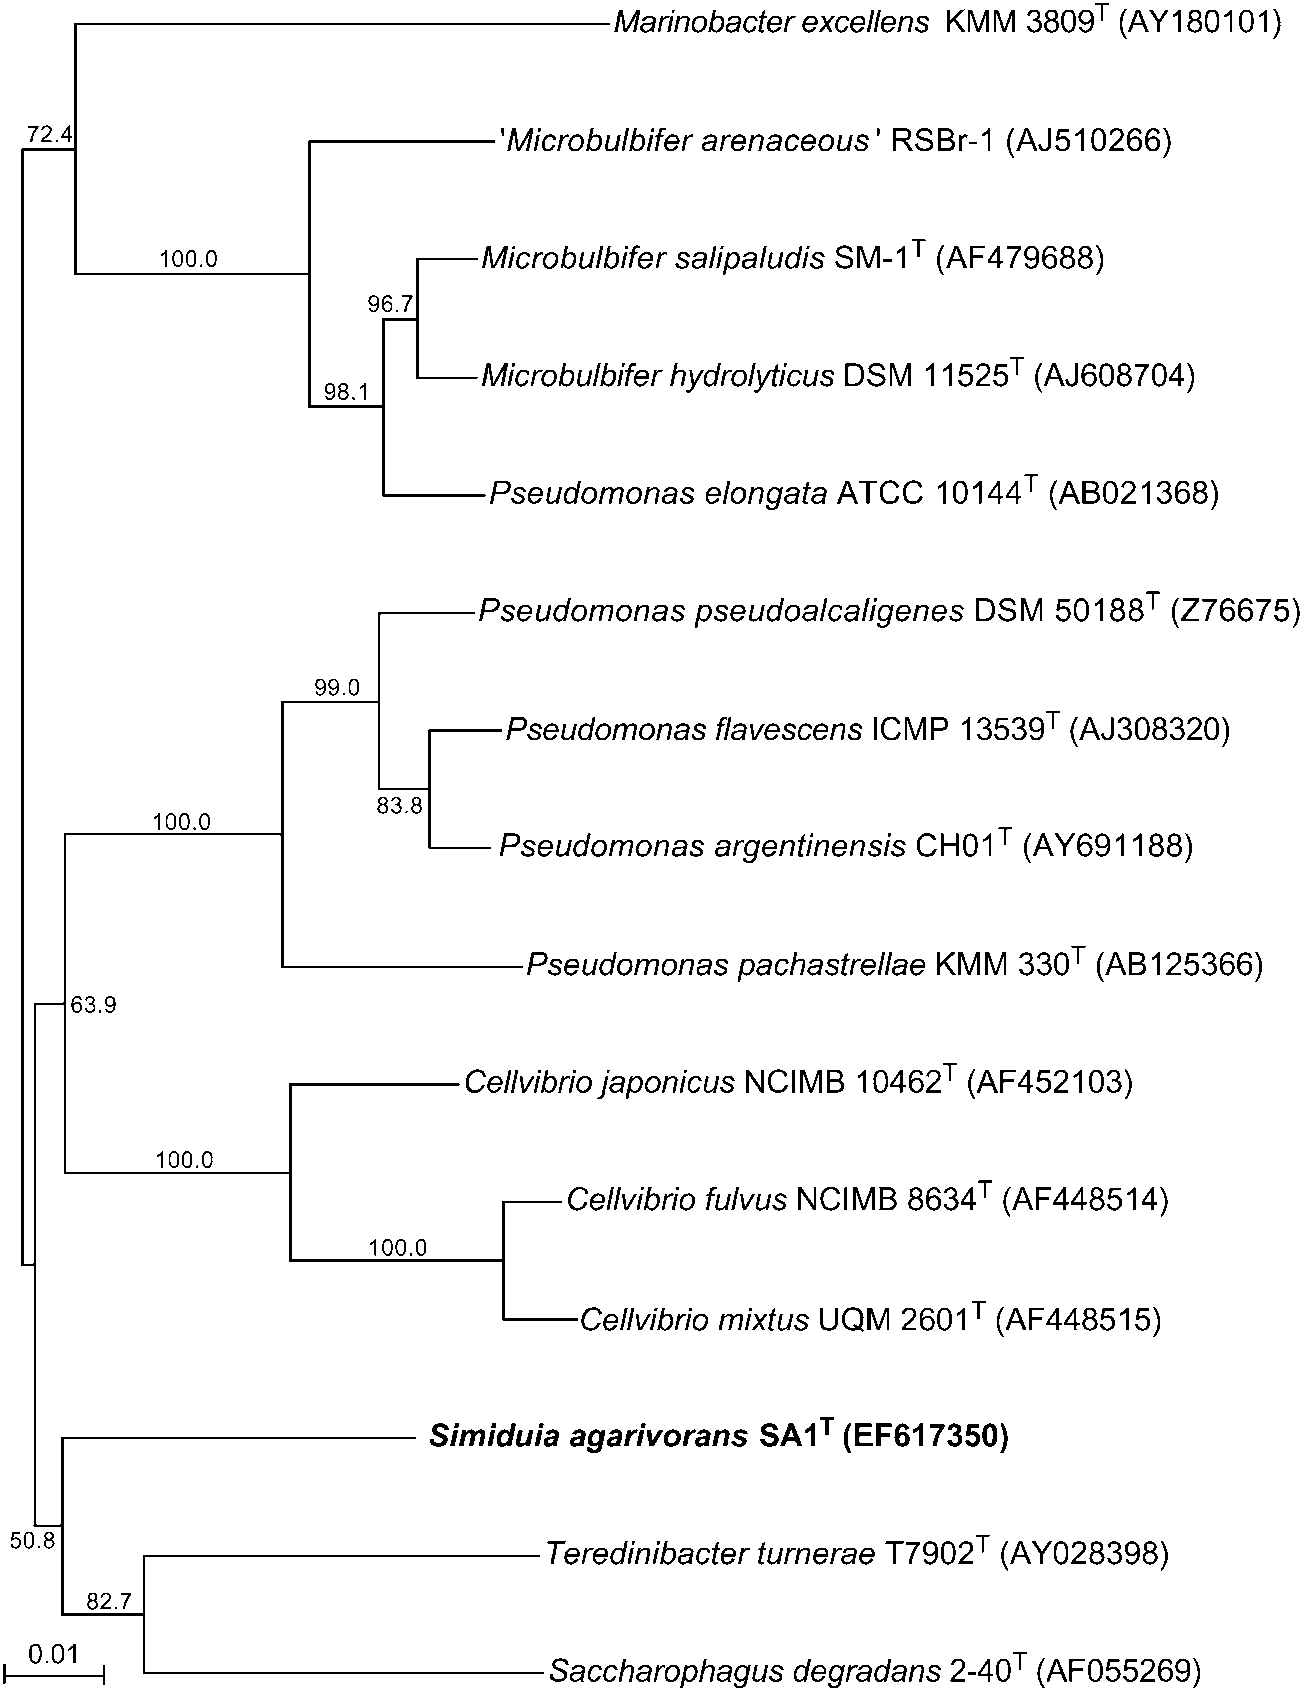 Marinobacter excellens KMM 3809T (AY180101)
72.4
'Microbulbifer arenaceous' RSBr-1 (AJ510266)
100.0
Microbulbifer salipaludis SM-1T (AF479688)
96.7
Microbulbifer hydrolyticus DSM 11525T (AJ608704)
98.1
Pseudomonas elongata ATCC 10144T (AB021368)
Pseudomonas pseudoalcaligenes DSM 50188T (Z76675)
99.0
Pseudomonas flavescens ICMP 13539T (AJ308320)
83.8
100.0
Pseudomonas argentinensis CH01T (AY691188)
Pseudomonas pachastrellae KMM 330T (AB125366)
63.9
Cellvibrio japonicus NCIMB 10462T (AF452103)
100.0
Cellvibrio fulvus NCIMB 8634T (AF448514)
100.0
Cellvibrio mixtus UQM 2601T (AF448515)
Simiduia agarivorans SA1T (EF617350)
50.8
Teredinibacter turnerae T7902T (AY028398)
82.7
0.01
Saccharophagus degradans 2-40T (AF055269)